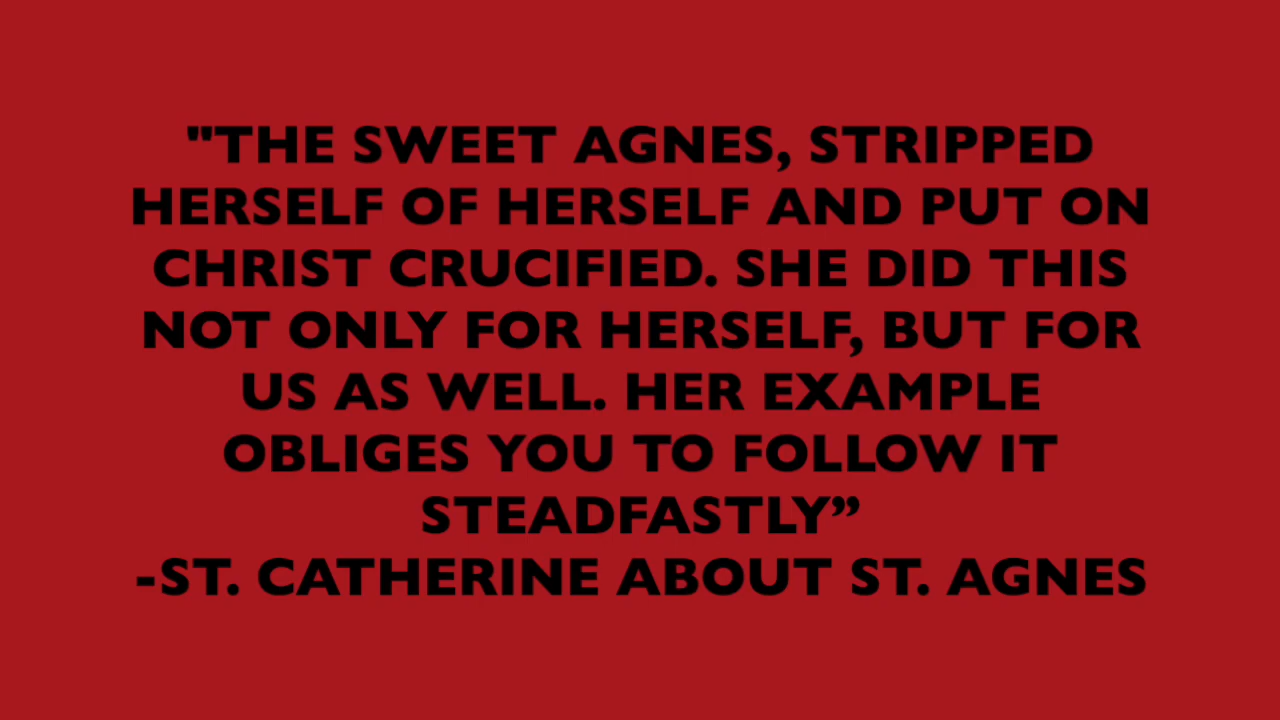 "THE SWEET AGNES, STRIPPED
HERSELF OF HERSELF AND PUT ON
CHRIST CRUCIFIED. SHE DID THIS
NOT ONLY FOR HERSELF, BUT FOR
US AS WELL. HER EXAMPLE
OBLIGES YOU TO FOLLOW IT
STEADFASTLY”
-ST. CATHERINE ABOUT ST. AGNES